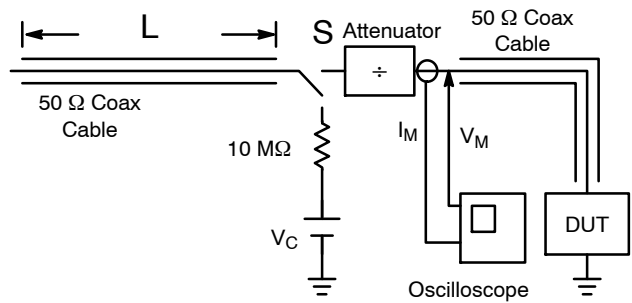 L
S
Attenuator
÷
50 Ω Coax
Cable
50 Ω Coax
Cable
10 MΩ
I_M
V_M
V_C
DUT
Oscilloscope